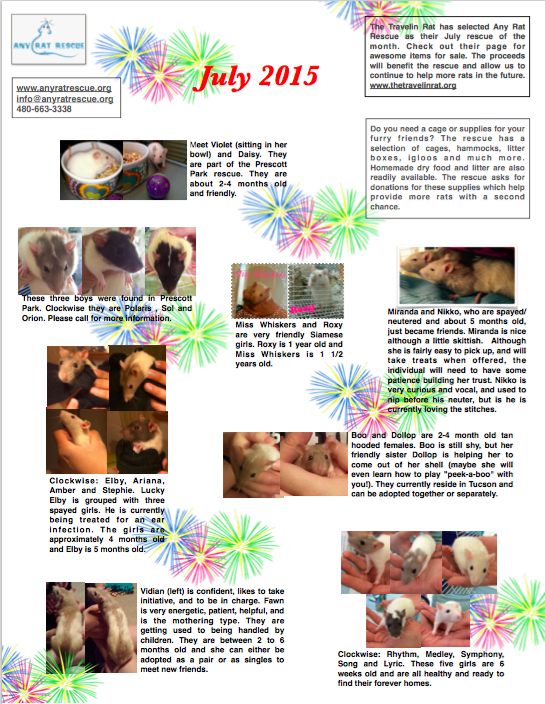 ANY RAT RESCUE
www.anyratrescue.org
info@anyratrescue.org
480-663-3338
July 2015
The Travelin Rat has selected Any Rat
Rescue as their July rescue of the
month. Check out their page for
awesome items for sale. The proceeds
will benefit the rescue and allow us to
continue to help more rats in the future.
www.thetravelinrat.org
Do you need a cage or supplies for your
furry friends? The rescue has a
selection of cages, hammocks, litter
boxes, igloos and much more.
Homemade dry food and litter are also
readily available. The rescue asks for
donations for these supplies which help
provide more rats with a second
chance.
Meet Violet (sitting in her
bowl) and Daisy. They
are part of the Prescott
Park rescue. They are
about 2-4 months old
and friendly.
These three boys were found in Prescott
Park. Clockwise they are Polaris , Sol and
Orion. Please call for more information.
Miss Whiskers
Roxy
Miss Whiskers and Roxy
are very friendly Siamese
girls. Roxy is 1 year old and
Miss Whiskers is 1 1/2
years old.
Miranda and Nikko, who are spayed/
neutered and about 5 months old,
just became friends. Miranda is nice
although a little skittish. Although
she is fairly easy to pick up, and will
take treats when offered, the
individual will need to have some
patience building her trust. Nikko is
very curious and vocal, and used to
nip before his neuter, but is he is
currently loving the stitches.
Clockwise: Elby, Ariana,
Amber and Stephie. Lucky
Elby is grouped with three
spayed girls. He is currently
being treated for an ear
infection. The girls are
approximately 4 months old
and Elby is 5 months old.
Boo and Dollop are 2-4 month old tan
hooded females. Boo is still shy, but her
friendly sister Dollop is helping her to
come out of her shell (maybe she will
even learn how to play "peek-a-boo" with
you!). They currently reside in Tucson and
can be adopted together or separately.
Vidian (left) is confident, likes to take
initiative, and to be in charge. Fawn
is very energetic, patient, helpful, and
is the mothering type. They are
getting used to being handled by
children. They are between 2 to 6
months old and she can either be
adopted as a pair or as singles to
meet new friends.
Clockwise: Rhythm, Medley, Symphony,
Song and Lyric. These five girls are 6
weeks old and are all healthy and ready to
find their forever homes.